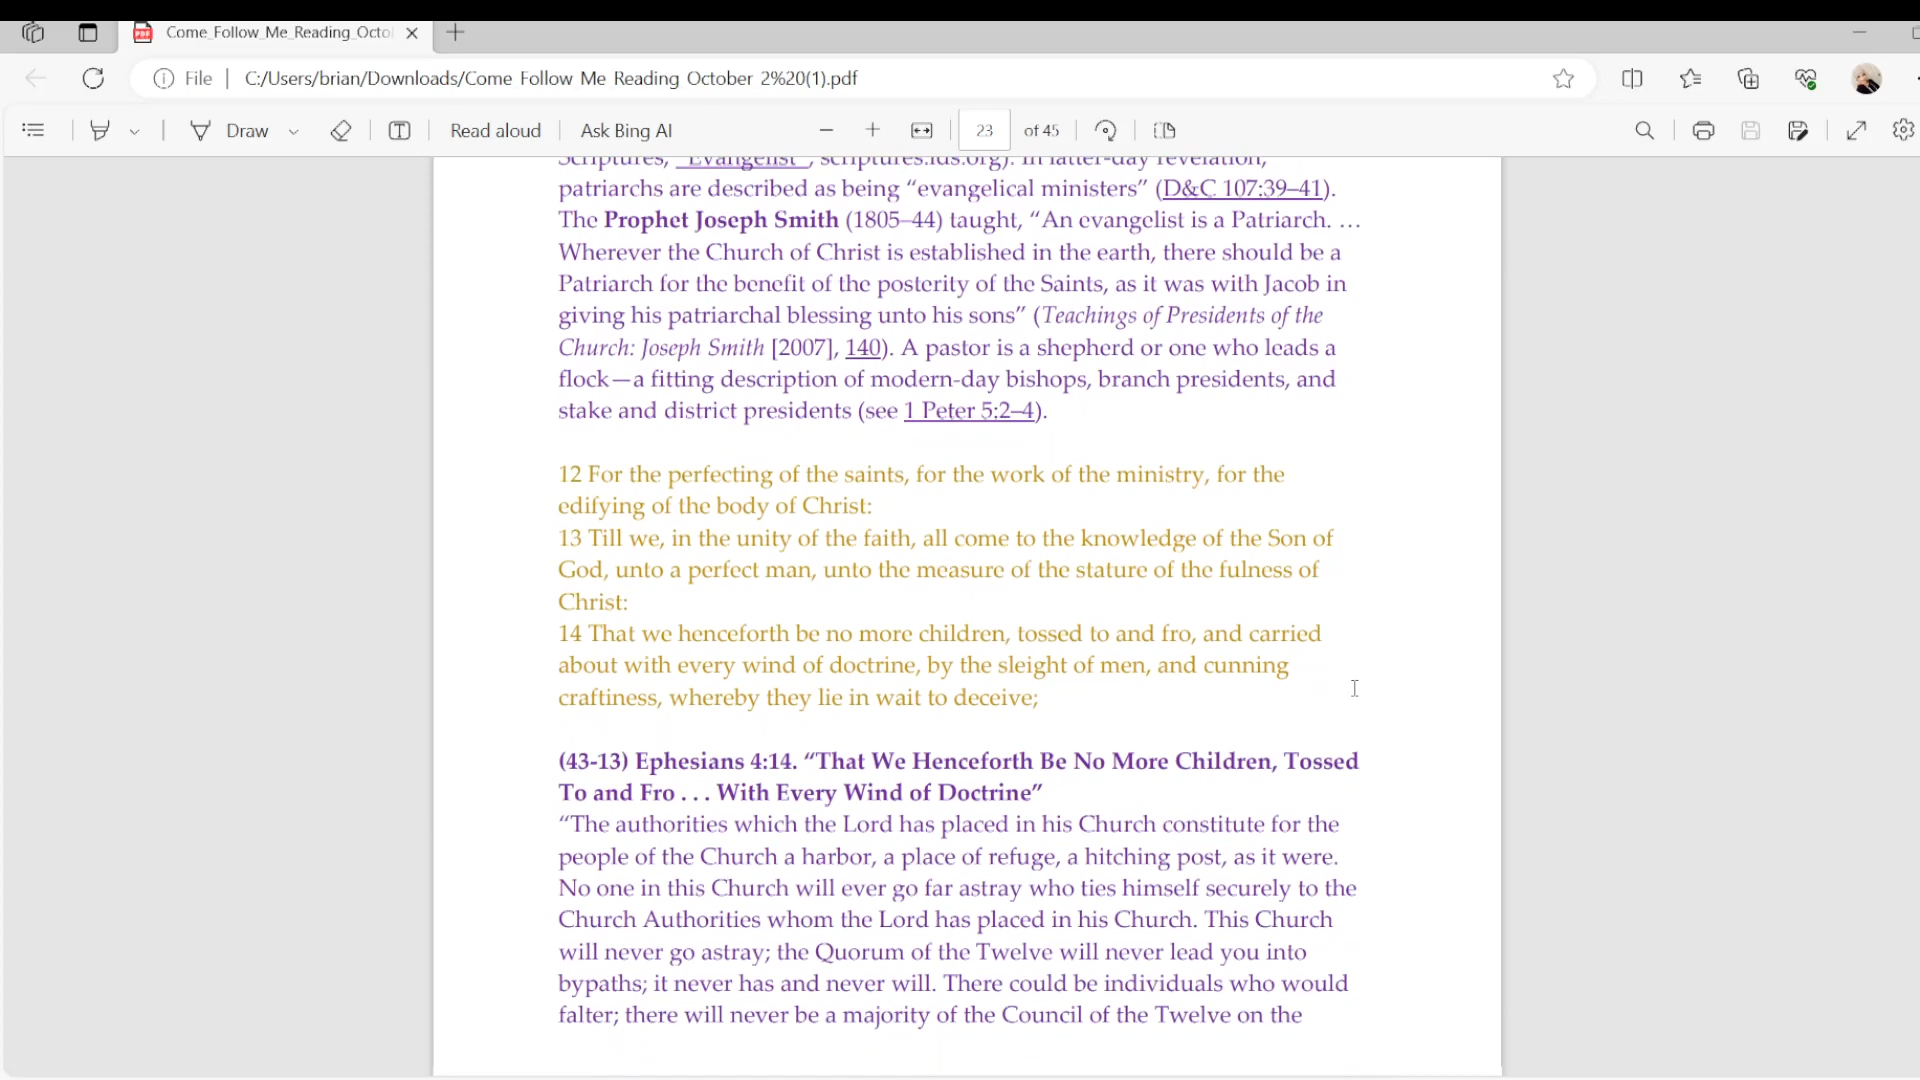 Come_Follow_Me_Reading_Octo
File | C:/Users/brian/Downloads/Come Follow Me Reading October 2%20(1).pdf
Draw Read aloud Ask Bing AI 23 of 45
Scriptures, "Evangelist", scriptures.lds.org). In latter-day revelation,
patriarchs are described as being “evangelical ministers” (D&C 107:39–41).
The Prophet Joseph Smith (1805–44) taught, “An evangelist is a Patriarch. …
Wherever the Church of Christ is established in the earth, there should be a
Patriarch for the benefit of the posterity of the Saints, as it was with Jacob in
giving his patriarchal blessing unto his sons” (Teachings of Presidents of the
Church: Joseph Smith [2007], 140). A pastor is a shepherd or one who leads a
flock—a fitting description of modern-day bishops, branch presidents, and
stake and district presidents (see 1 Peter 5:2–4).
12 For the perfecting of the saints, for the work of the ministry, for the
edifying of the body of Christ:
13 Till we, in the unity of the faith, all come to the knowledge of the Son of
God, unto a perfect man, unto the measure of the stature of the fulness of
Christ:
14 That we henceforth be no more children, tossed to and fro, and carried
about with every wind of doctrine, by the sleight of men, and cunning
craftiness, whereby they lie in wait to deceive;
(43-13) Ephesians 4:14. “That We Henceforth Be No More Children, Tossed
To and Fro . . . With Every Wind of Doctrine”
“The authorities which the Lord has placed in his Church constitute for the
people of the Church a harbor, a place of refuge, a hitching post, as it were.
No one in this Church will ever go far astray who ties himself securely to the
Church Authorities whom the Lord has placed in his Church. This Church
will never go astray; the Quorum of the Twelve will never lead you into
bypaths; it never has and never will. There could be individuals who would
falter; there will never be a majority of the Council of the Twelve on the